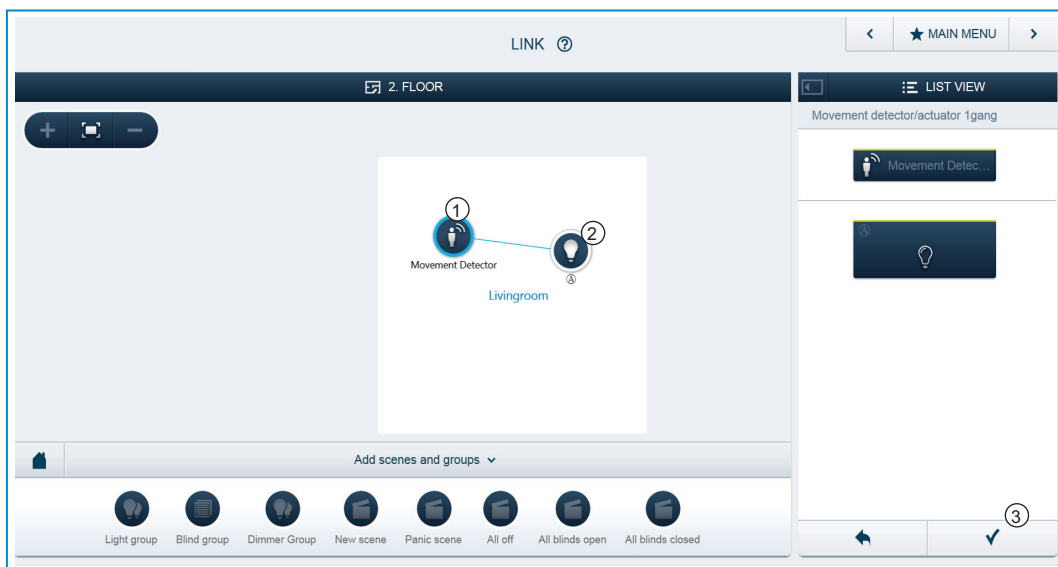 LINK ?
< ★ MAIN MENU >
2. FLOOR
LIST VIEW
Movement detector/actuator 1gang
+ −
Movement Detec...
Ⓐ
①
②
Movement Detector
Ⓐ
Livingroom
Add scenes and groups
Light group Blind group Dimmer Group New scene Panic scene All off All blinds open All blinds closed
③